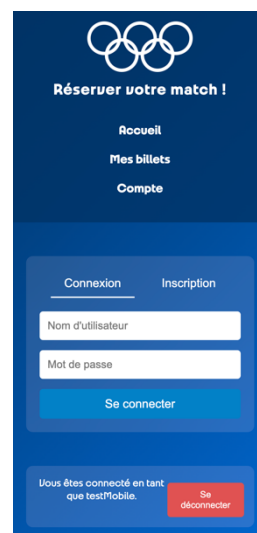 Réserver votre match !
Accueil
Mes billets
Compte
Connexion Inscription
Nom d'utilisateur
Mot de passe
Se connecter
Vous êtes connecté en tant
que testMobile.
Se
déconnecter